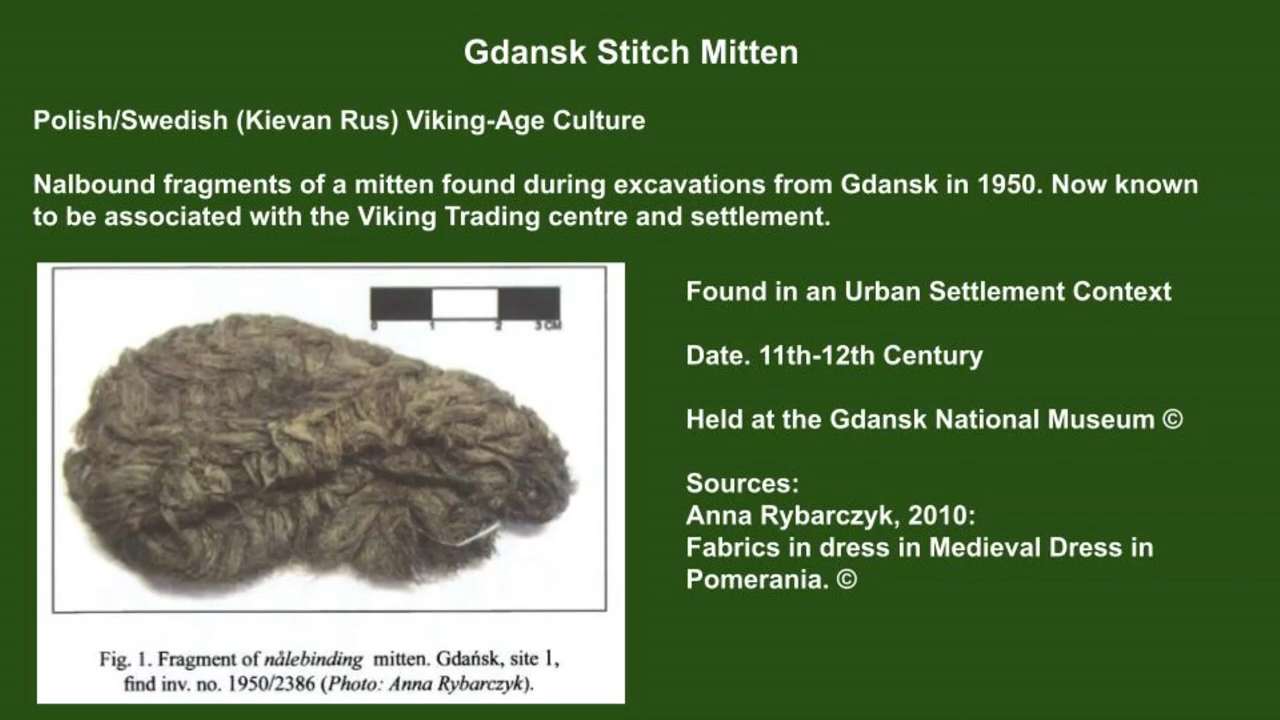 Gdansk Stitch Mitten
Polish/Swedish (Kievan Rus) Viking-Age Culture
Nalbound fragments of a mitten found during excavations from Gdansk in 1950. Now known
to be associated with the Viking Trading centre and settlement.
0 1 2 3 CM
Found in an Urban Settlement Context
Date. 11th-12th Century
Held at the Gdansk National Museum ©
Sources:
Anna Rybarczyk, 2010:
Fabrics in dress in Medieval Dress in
Pomerania. ©
Fig. 1. Fragment of nålebinding mitten. Gdańsk, site 1,
find inv. no. 1950/2386 (Photo: Anna Rybarczyk).